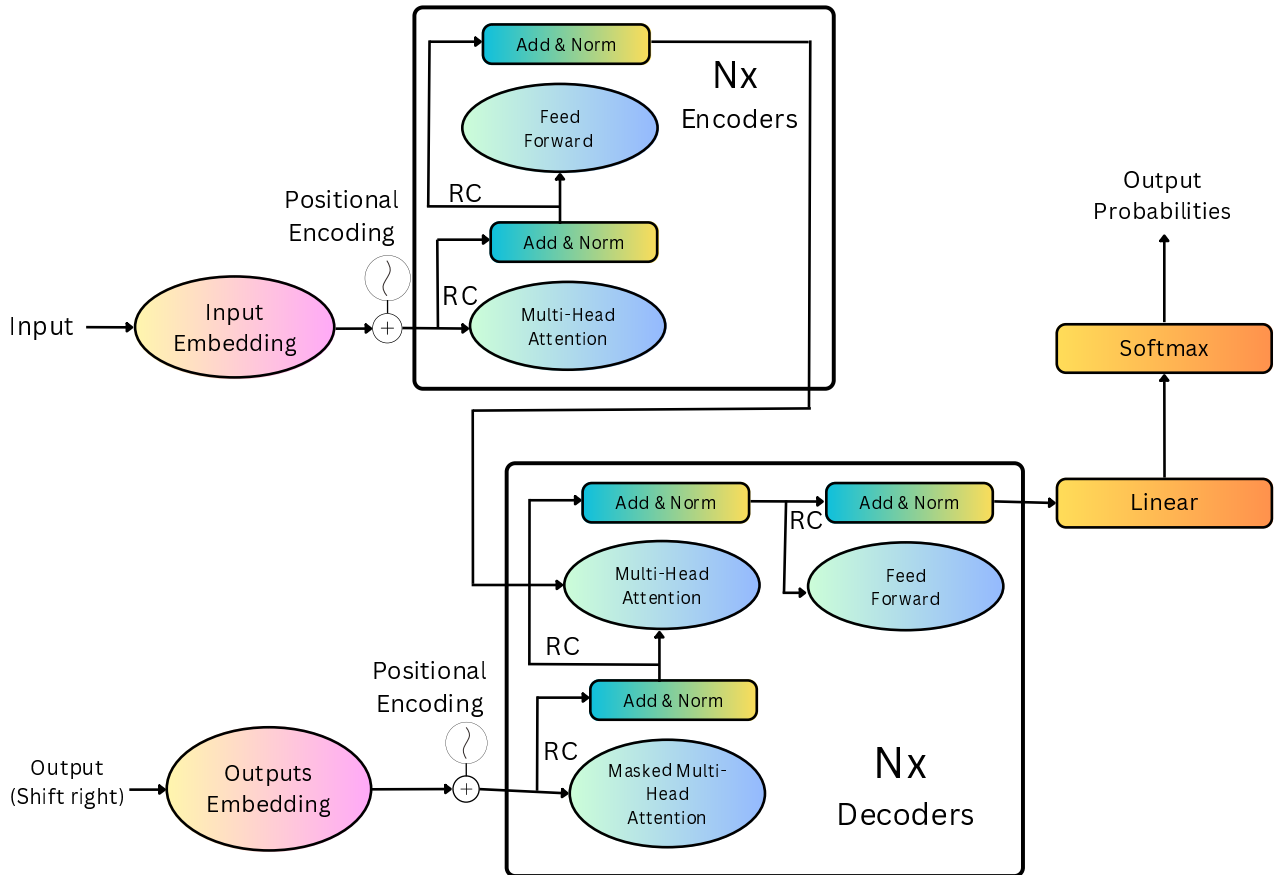 Add & Norm
Nx
Encoders
Feed
Forward
RC
Positional
Encoding
Add & Norm
RC
Input
Input
Embedding
+
Multi-Head
Attention
Output
Probabilities
Softmax
Linear
Add & Norm
RC
Add & Norm
Multi-Head
Attention
Feed
Forward
RC
Positional
Encoding
Add & Norm
RC
Output
(Shift right)
Outputs
Embedding
+
Masked Multi-
Head
Attention
Nx
Decoders